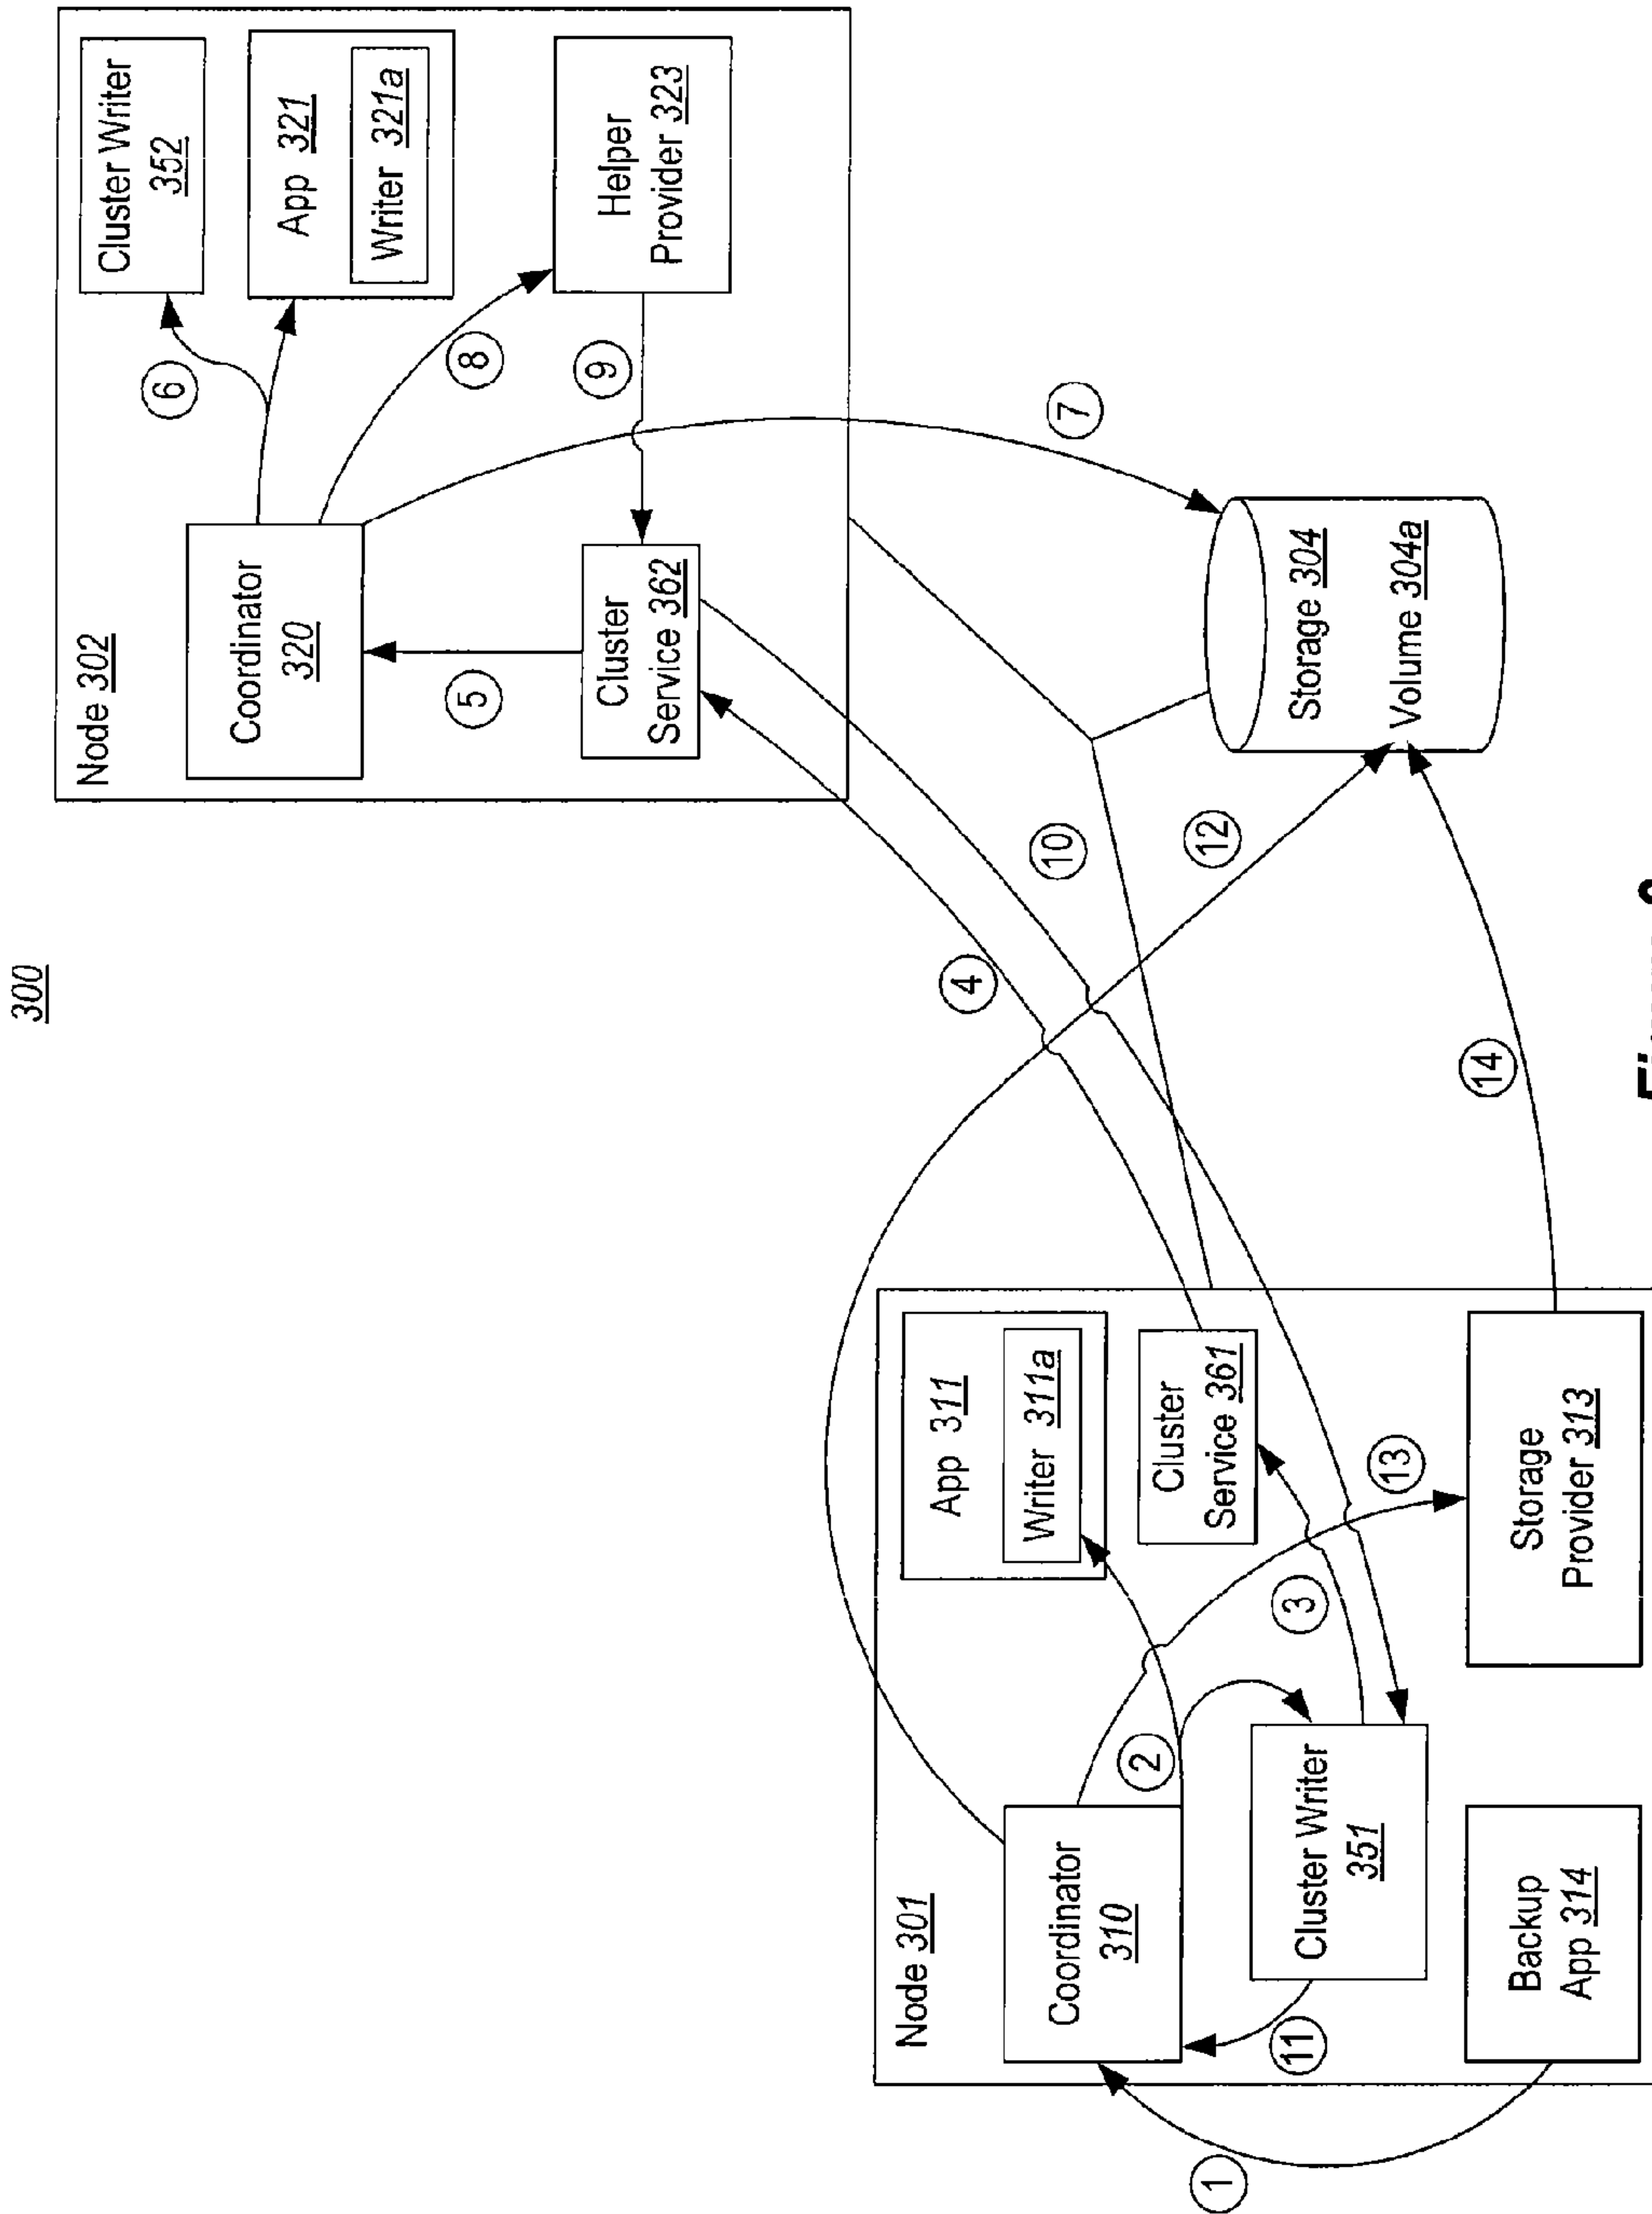 300
Node 301
Coordinator
310
App 311
Writer 311a
Cluster Writer
351
Cluster
Service 361
Backup
App 314
Storage
Provider 313
Node 302
Coordinator
320
Cluster Writer
352
App 321
Writer 321a
Cluster
Service 362
Helper
Provider 323
Storage 304
Volume 304a
1
2
3
4
5
6
7
8
9
10
11
12
13
14